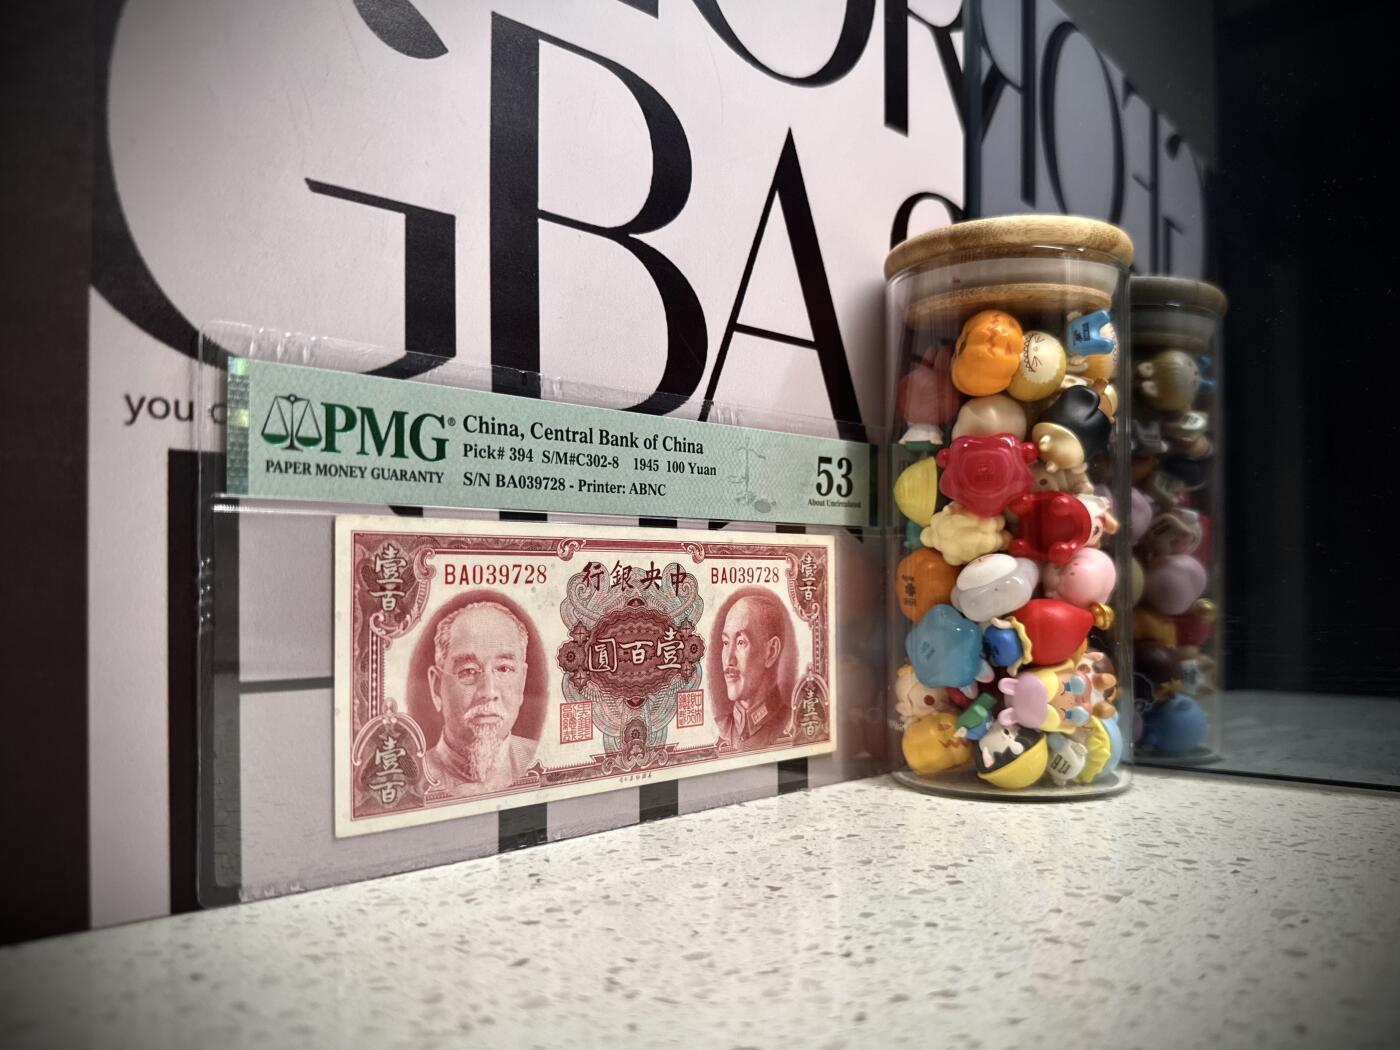 GBA
you
PMG®
PAPER MONEY GUARANTY
China, Central Bank of China
Pick# 394 S/M#C302-8 1945 100 Yuan
S/N BA039728 - Printer: ABNC
53
About Uncirculated
行銀央中
BA039728
BA039728
圓百壹
壹百
壹百
壹百
壹百